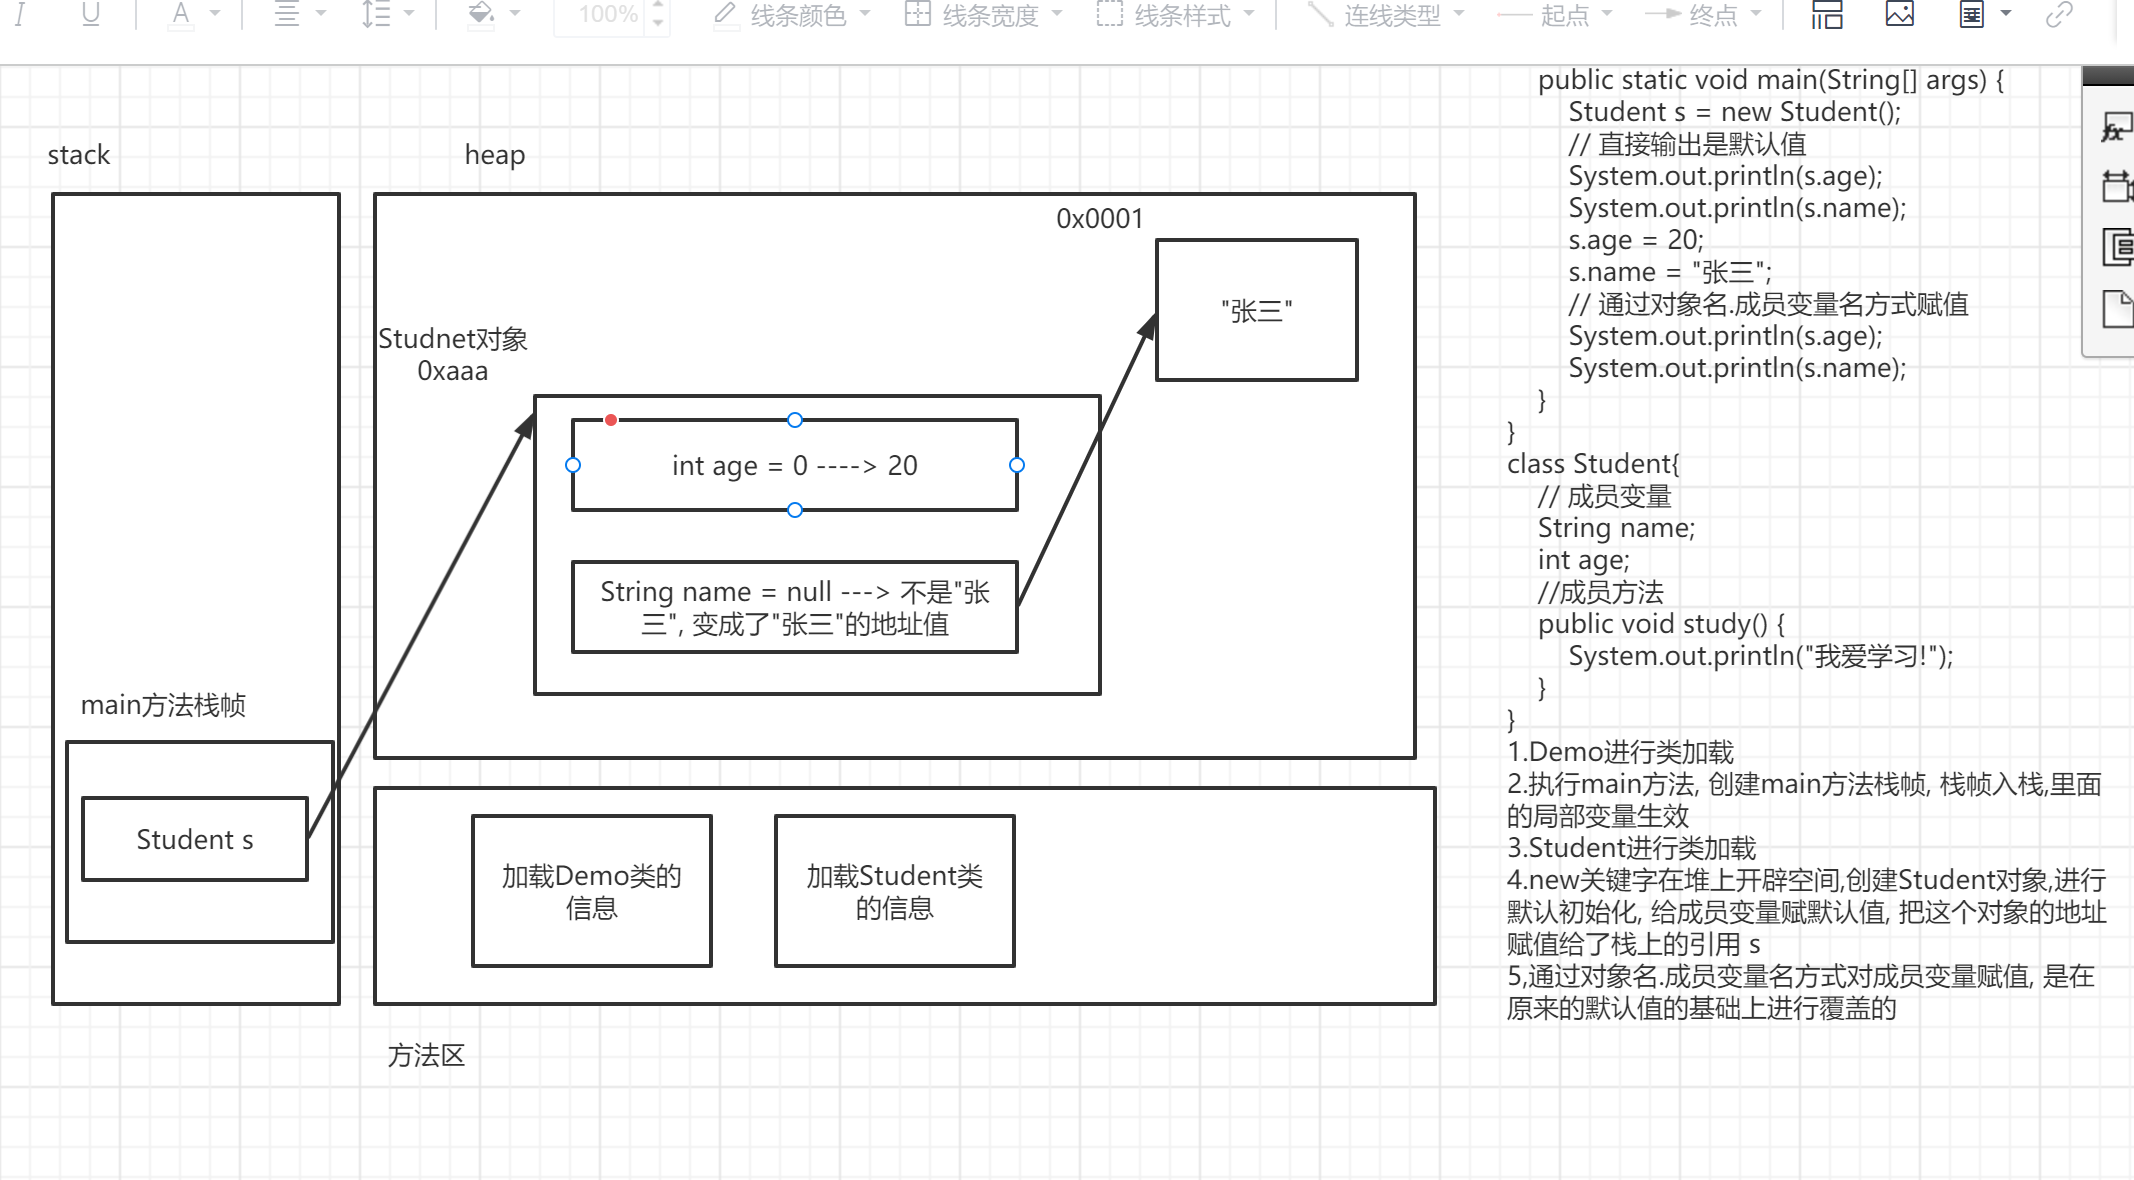 I U A 100% 线条颜色 线条宽度 线条样式 连线类型 起点 终点
stack
heap
0x0001
"张三"
Studnet对象
0xaaa
int age = 0 ----> 20
String name = null ---> 不是"张
三", 变成了"张三"的地址值
main方法栈帧
Student s
加载Demo类的
信息
加载Student类
的信息
方法区
public static void main(String[] args) {
Student s = new Student();
// 直接输出是默认值
System.out.println(s.age);
System.out.println(s.name);
s.age = 20;
s.name = "张三";
// 通过对象名.成员变量名方式赋值
System.out.println(s.age);
System.out.println(s.name);
}
}
class Student{
// 成员变量
String name;
int age;
//成员方法
public void study() {
System.out.println("我爱学习!");
}
}
1.Demo进行类加载
2.执行main方法, 创建main方法栈帧, 栈帧入栈,里面
的局部变量生效
3.Student进行类加载
4.new关键字在堆上开辟空间,创建Student对象,进行
默认初始化, 给成员变量赋默认值, 把这个对象的地址
赋值给了栈上的引用 s
5,通过对象名.成员变量名方式对成员变量赋值, 是在
原来的默认值的基础上进行覆盖的
fx